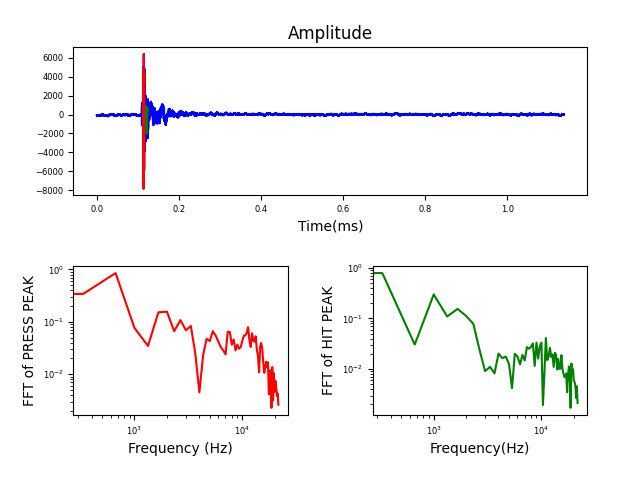 Amplitude
6000
4000
2000
0
−2000
−4000
−6000
−8000
0.0 0.2 0.4 0.6 0.8 1.0
Time(ms)
FFT of PRESS PEAK
10⁰
10⁻¹
10⁻²
10³ 10⁴
Frequency (Hz)
FFT of HIT PEAK
10⁰
10⁻¹
10⁻²
10³ 10⁴
Frequency(Hz)